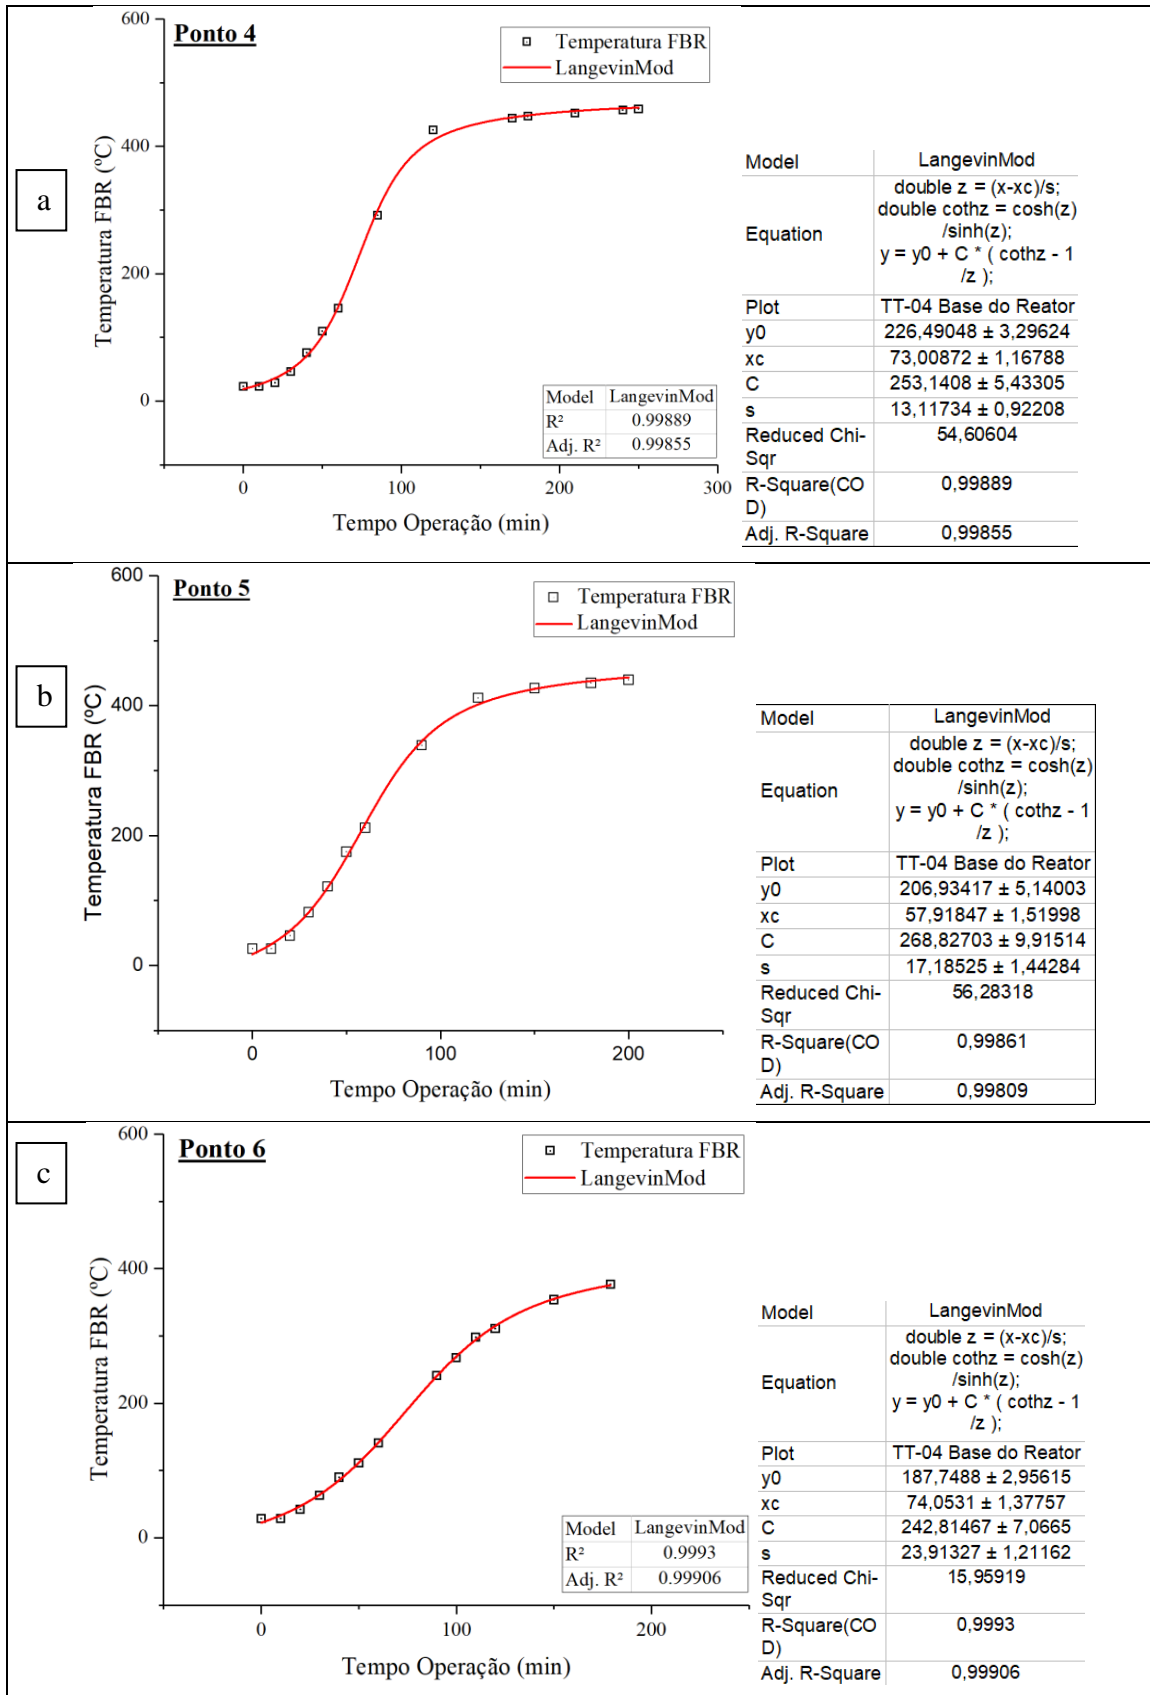 a
Ponto 4
Temperatura FBR
LangevinMod
600
400
200
0
Temperatura FBR (ºC)
0
100
200
300
Tempo Operação (min)
Model LangevinMod
R² 0.99889
Adj. R² 0.99855
Model LangevinMod
Equation
double z = (x-xc)/s;
double cothz = cosh(z)
/sinh(z);
y = y0 + C * ( cothz - 1
/z );
Plot TT-04 Base do Reator
y0 226,49048 ± 3,29624
xc 73,00872 ± 1,16788
C 253,1408 ± 5,43305
s 13,11734 ± 0,92208
Reduced Chi-
Sqr
54,60604
R-Square(CO
D)
0,99889
Adj. R-Square 0,99855
b
Ponto 5
Temperatura FBR
LangevinMod
600
400
200
0
Temperatura FBR (ºC)
0
100
200
Tempo Operação (min)
Model LangevinMod
Equation
double z = (x-xc)/s;
double cothz = cosh(z)
/sinh(z);
y = y0 + C * ( cothz - 1
/z );
Plot TT-04 Base do Reator
y0 206,93417 ± 5,14003
xc 57,91847 ± 1,51998
C 268,82703 ± 9,91514
s 17,18525 ± 1,44284
Reduced Chi-
Sqr
56,28318
R-Square(CO
D)
0,99861
Adj. R-Square 0,99809
c
Ponto 6
Temperatura FBR
LangevinMod
600
400
200
0
Temperatura FBR (ºC)
0
100
200
Tempo Operação (min)
Model LangevinMod
R² 0.9993
Adj. R² 0.99906
Model LangevinMod
Equation
double z = (x-xc)/s;
double cothz = cosh(z)
/sinh(z);
y = y0 + C * ( cothz - 1
/z );
Plot TT-04 Base do Reator
y0 187,7488 ± 2,95615
xc 74,0531 ± 1,37757
C 242,81467 ± 7,0665
s 23,91327 ± 1,21162
Reduced Chi-
Sqr
15,95919
R-Square(CO
D)
0,9993
Adj. R-Square 0,99906